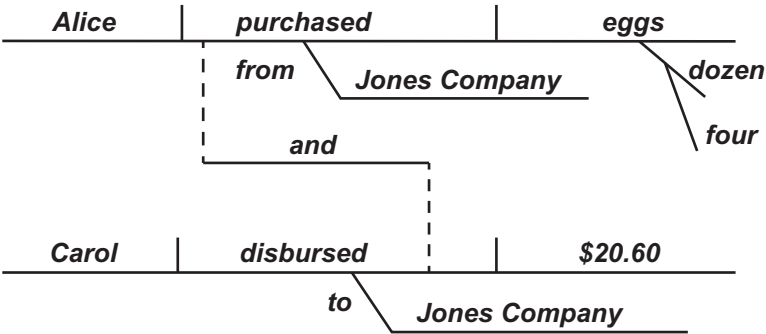 Alice purchased eggs
from Jones Company dozen
four
and
Carol disbursed $20.60
to Jones Company